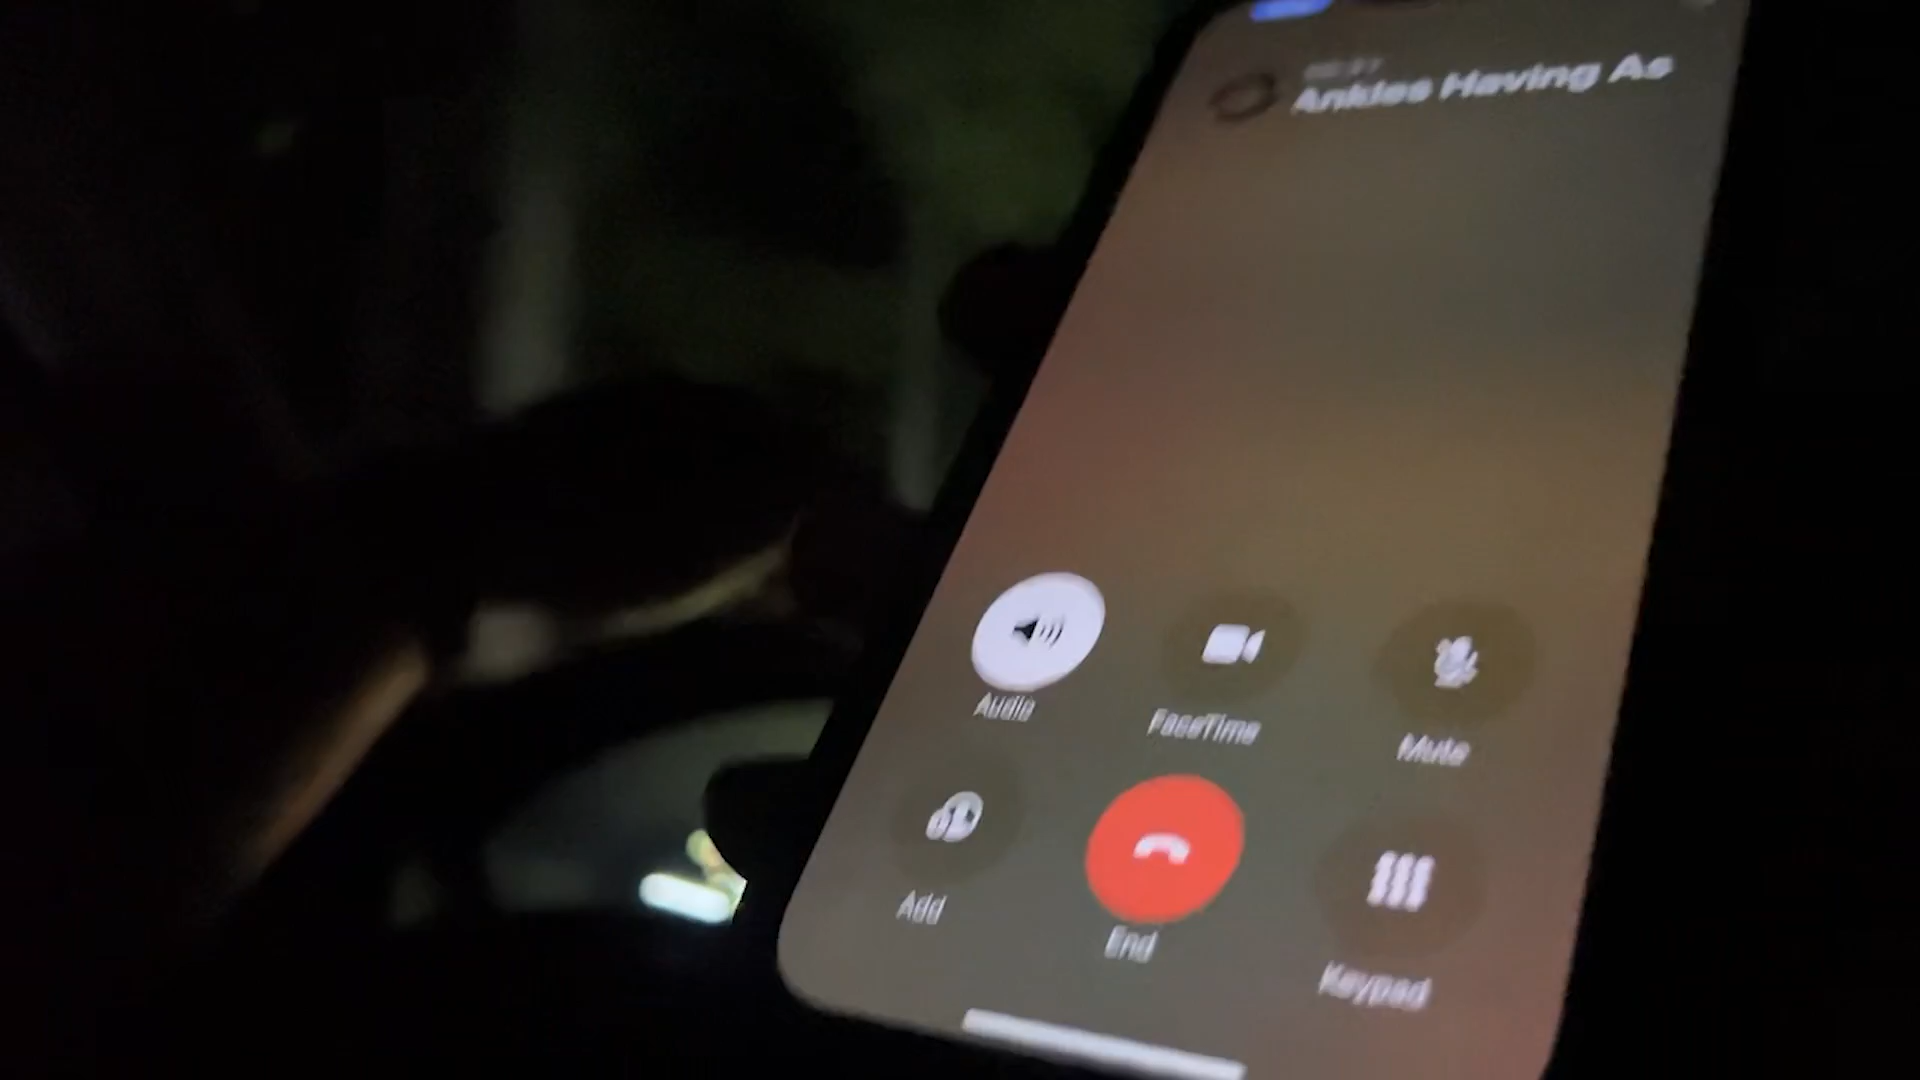 Ankles Having As
Audio
FaceTime
Mute
Add
End
Keypad